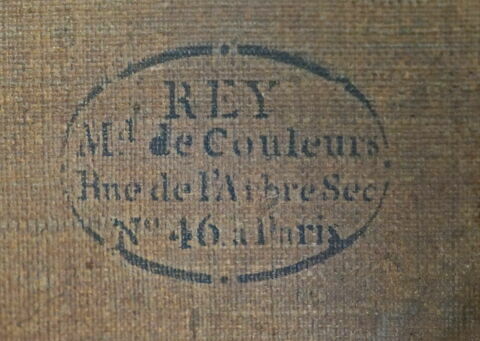 REY
Md de Couleurs
Rue de l'Arbre Sec
No 46. à Paris